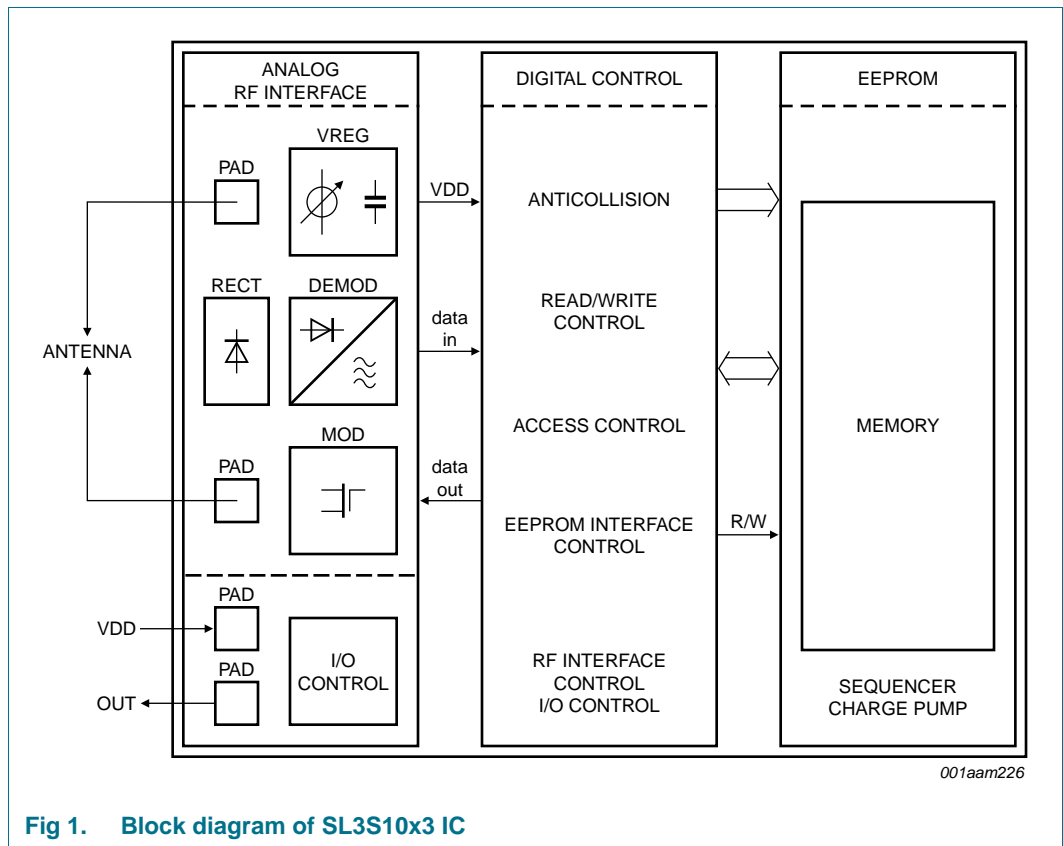 ANALOG
RF INTERFACE
VREG
PAD
RECT
DEMOD
ANTENNA
MOD
PAD
PAD
VDD
I/O
CONTROL
PAD
OUT
VDD
data
in
data
out
DIGITAL CONTROL
ANTICOLLISION
READ/WRITE
CONTROL
ACCESS CONTROL
EEPROM INTERFACE
CONTROL
RF INTERFACE
CONTROL
I/O CONTROL
R/W
EEPROM
MEMORY
SEQUENCER
CHARGE PUMP
001aam226
Fig 1. Block diagram of SL3S10x3 IC